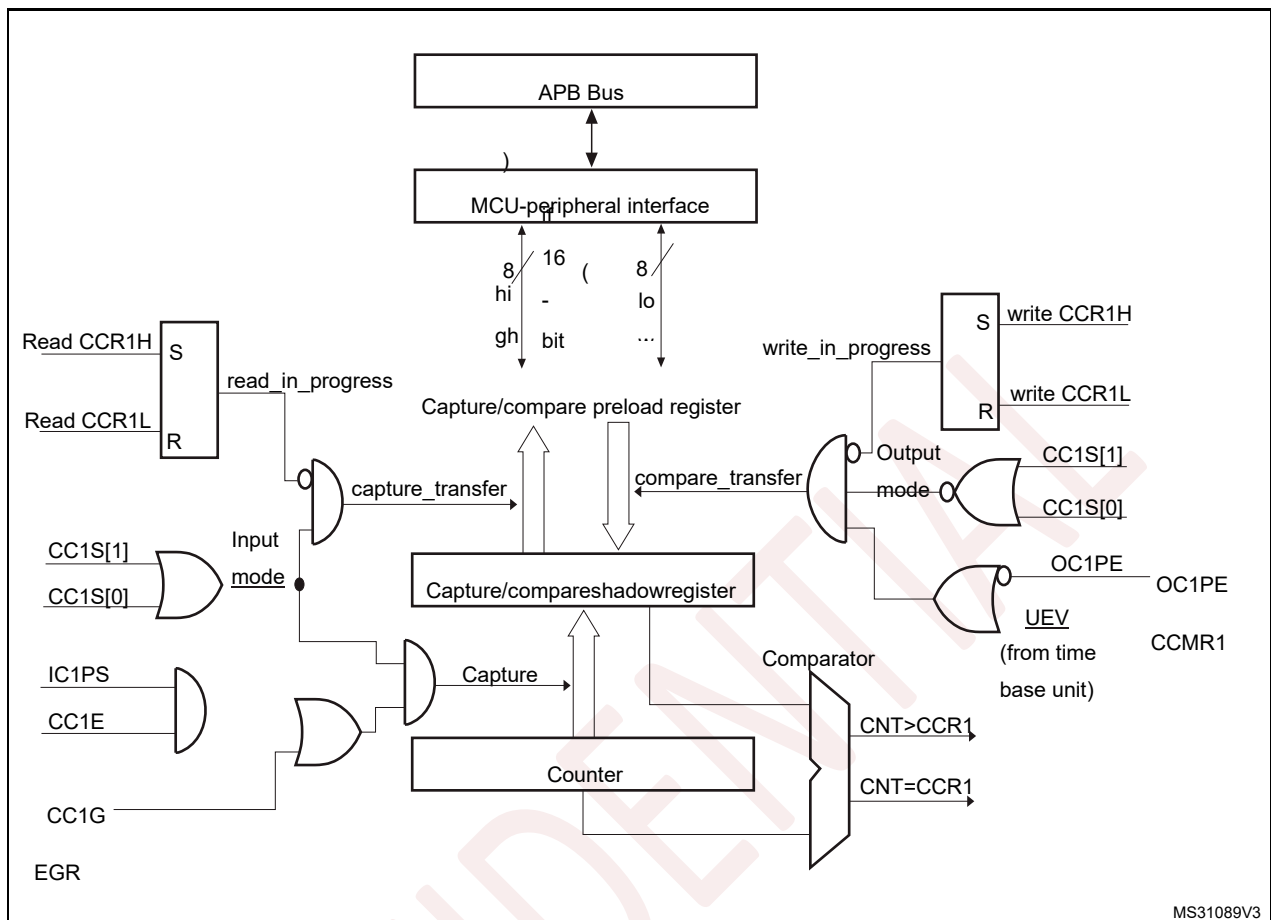 APB Bus
)
MCU-peripheral interface
if
16
8
(
8
hi
-
lo
gh
bit
...
Read CCR1H
S
read_in_progress
Read CCR1L
R
S
write CCR1H
write_in_progress
write CCR1L
R
Capture/compare preload register
capture_transfer
compare_transfer
Output
mode
CC1S[1]
CC1S[0]
CC1S[1]
Input
mode
CC1S[0]
Capture/compareshadowregister
OC1PE
OC1PE
UEV
CCMR1
(from time
base unit)
IC1PS
CC1E
Capture
Comparator
CNT>CCR1
Counter
CNT=CCR1
CC1G
EGR
MS31089V3
NDENTIAL